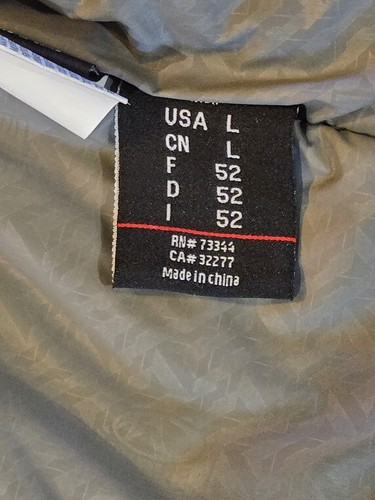 USA L
CN L
F 52
D 52
I 52
RN# 73344
CA# 32277
Made in china